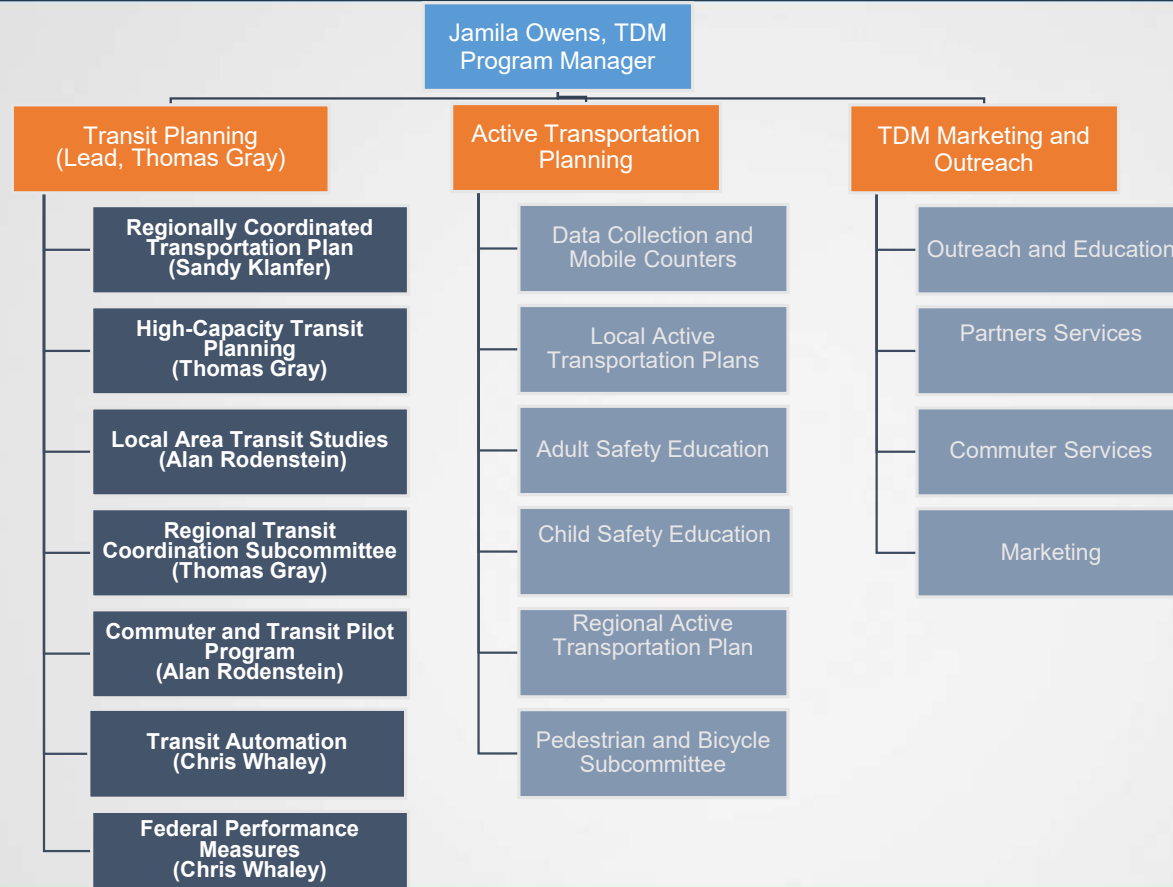 Jamila Owens, TDM
Program Manager
Transit Planning
(Lead, Thomas Gray)
Regionally Coordinated
Transportation Plan
(Sandy Klanfer)
High-Capacity Transit
Planning
(Thomas Gray)
Local Area Transit Studies
(Alan Rodenstein)
Regional Transit
Coordination Subcommittee
(Thomas Gray)
Commuter and Transit Pilot
Program
(Alan Rodenstein)
Transit Automation
(Chris Whaley)
Federal Performance
Measures
(Chris Whaley)
Active Transportation
Planning
Data Collection and
Mobile Counters
Local Active
Transportation Plans
Adult Safety Education
Child Safety Education
Regional Active
Transportation Plan
Pedestrian and Bicycle
Subcommittee
TDM Marketing and
Outreach
Outreach and Education
Partners Services
Commuter Services
Marketing